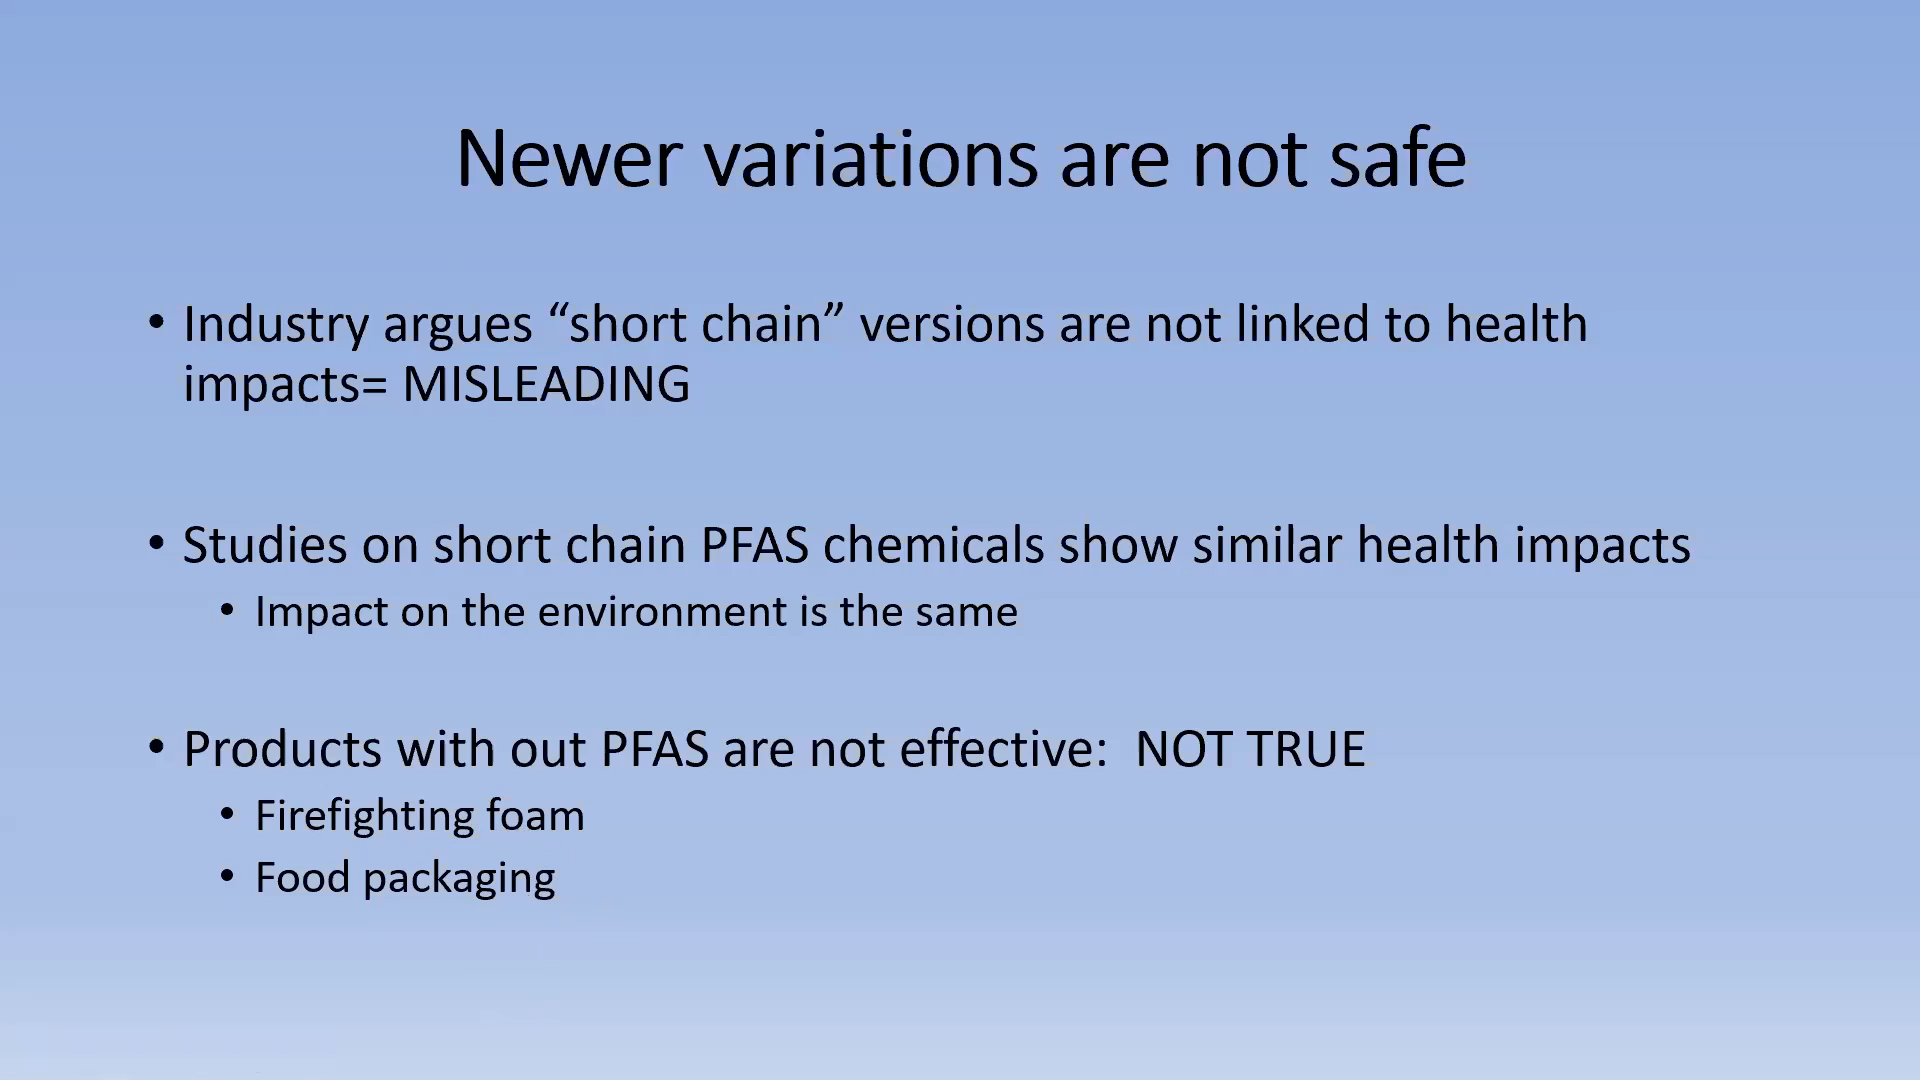 Newer variations are not safe
• Industry argues “short chain” versions are not linked to health
impacts= MISLEADING
• Studies on short chain PFAS chemicals show similar health impacts
• Impact on the environment is the same
• Products with out PFAS are not effective:  NOT TRUE
• Firefighting foam
• Food packaging